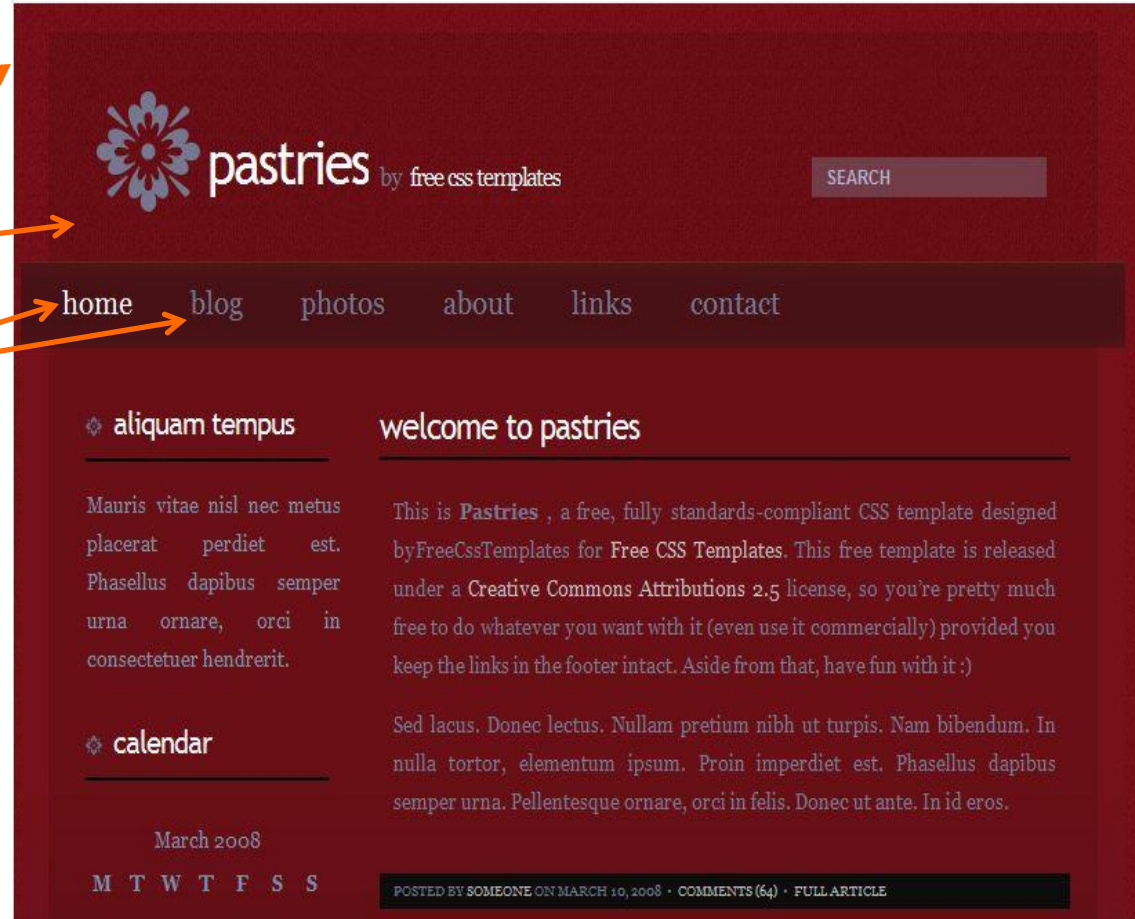 pastries by free css templates
SEARCH
home blog photos about links contact
aliquam tempus
Mauris vitae nisl nec metus
placerat perdiet est.
Phasellus dapibus semper
urna ornare, orci in
consectetuer hendrerit.
calendar
March 2008
M T W T F S S
welcome to pastries
This is Pastries , a free, fully standards-compliant CSS template designed
byFreeCssTemplates for Free CSS Templates. This free template is released
under a Creative Commons Attributions 2.5 license, so you're pretty much
free to do whatever you want with it (even use it commercially) provided you
keep the links in the footer intact. Aside from that, have fun with it :)
Sed lacus. Donec lectus. Nullam pretium nibh ut turpis. Nam bibendum. In
nulla tortor, elementum ipsum. Proin imperdiet est. Phasellus dapibus
semper urna. Pellentesque ornare, orci in felis. Donec ut ante. In id eros.
POSTED BY SOMEONE ON MARCH 10, 2008 • COMMENTS (64) • FULL ARTICLE